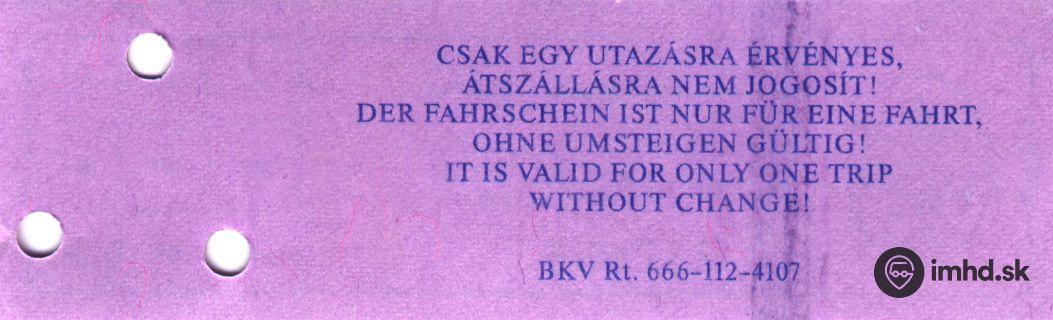 CSAK EGY UTAZÁSRA ÉRVÉNYES,
ÁTSZÁLLÁSRA NEM JOGOSÍT!
DER FAHRSCHEIN IST NUR FÜR EINE FAHRT,
OHNE UMSTEIGEN GÜLTIG!
IT IS VALID FOR ONLY ONE TRIP
WITHOUT CHANGE!
BKV Rt. 666-112-4107
imhd.sk